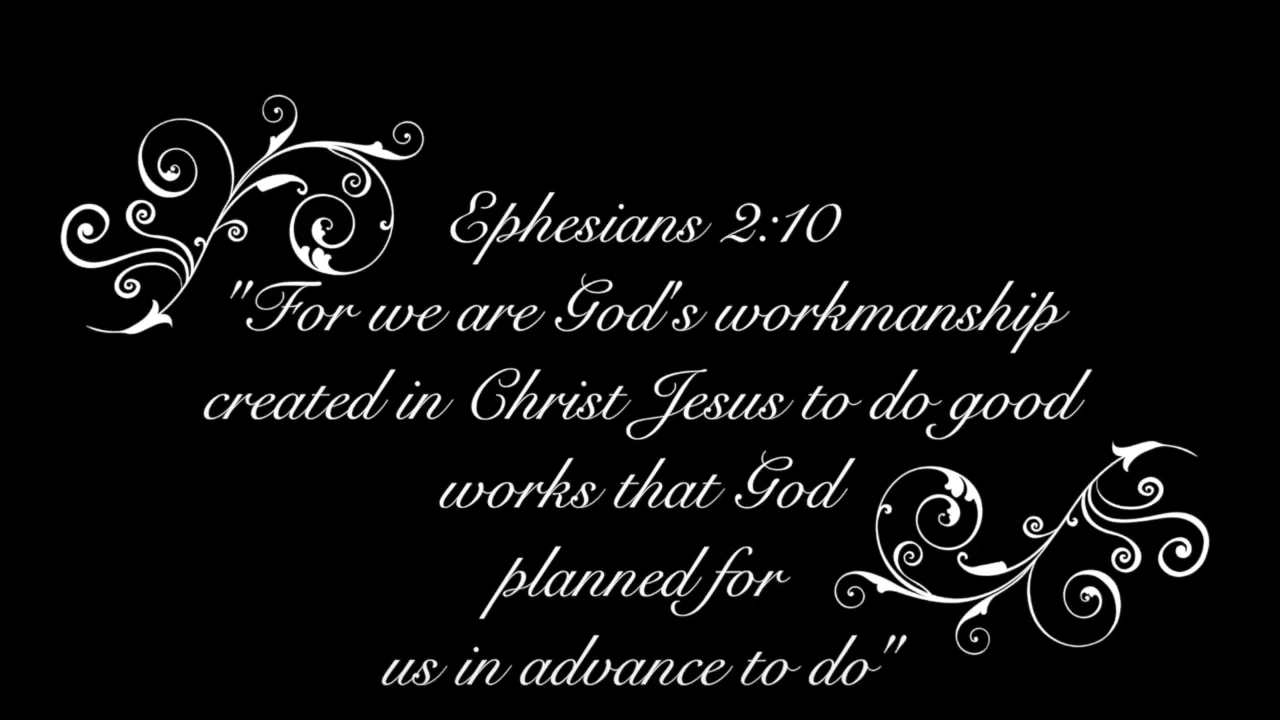 Ephesians 2:10
"For we are God's workmanship
created in Christ Jesus to do good
works that God
planned for
us in advance to do"